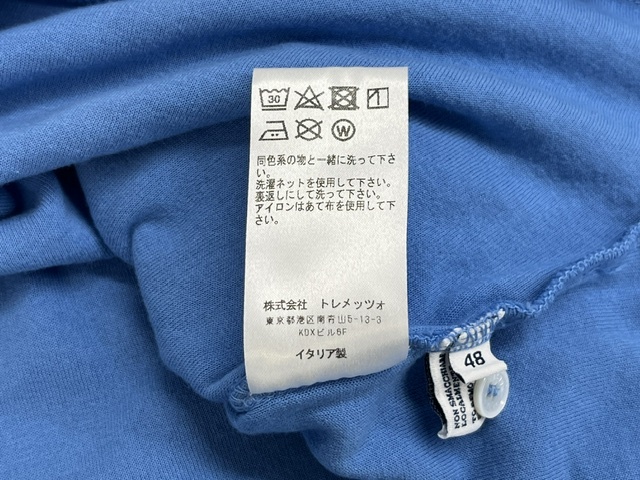 30
W
同色系の物と一緒に洗って下さ
い。
洗濯ネットを使用して下さい。
裏返しにして洗って下さい。
アイロンはあて布を使用して下
さい。
株式会社 トレメッツォ
東京都港区南青山5-13-3
KDXビル6F
イタリア製
48
NON SMACCHIARE